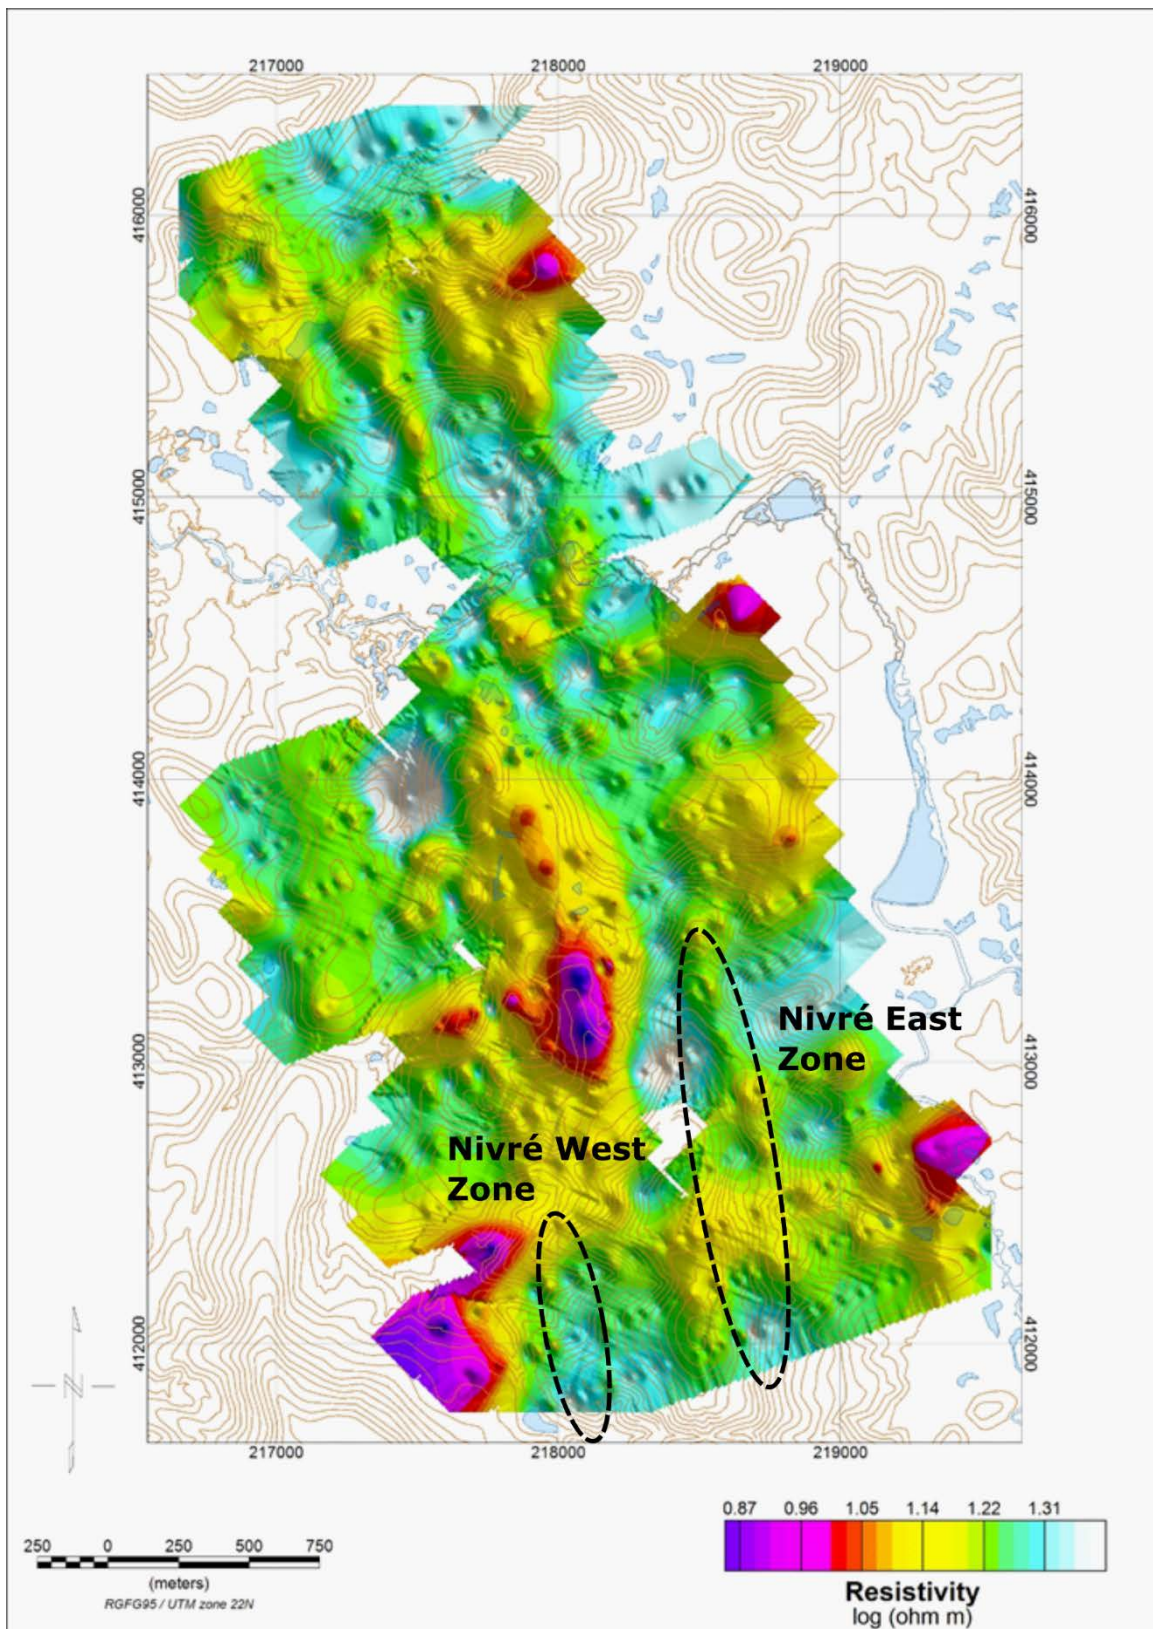 217000 218000 219000
416000 416000
415000 415000
414000 414000
Nivré East
Zone
413000 413000
Nivré West
Zone
412000 412000
217000 218000 219000
N
0.87 0.96 1.05 1.14 1.22 1.31
250 0 250 500 750
(meters)
RGFG95 / UTM zone 22N
Resistivity
log (ohm m)